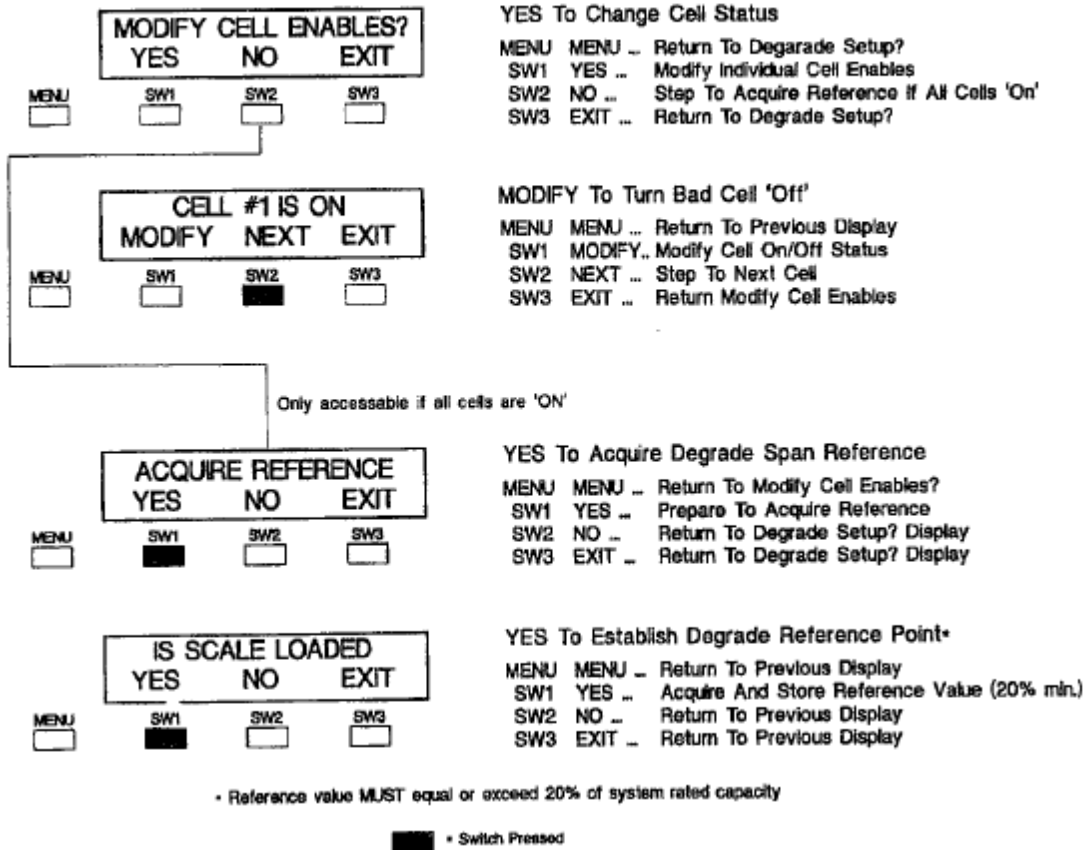 MODIFY CELL ENABLES?
YES NO EXIT
MENU SW1 SW2 SW3
YES To Change Cell Status
MENU MENU ... Return To Degarade Setup?
SW1 YES ... Modify Individual Cell Enables
SW2 NO ... Step To Acquire Reference If All Cells 'On'
SW3 EXIT ... Return To Degrade Setup?
CELL #1 IS ON
MODIFY NEXT EXIT
MENU SW1 SW2 SW3
MODIFY To Turn Bad Cell 'Off'
MENU MENU ... Return To Previous Display
SW1 MODIFY.. Modify Cell On/Off Status
SW2 NEXT ... Step To Next Cell
SW3 EXIT ... Return Modify Cell Enables
Only accessable if all cells are 'ON'
ACQUIRE REFERENCE
YES NO EXIT
MENU SW1 SW2 SW3
YES To Acquire Degrade Span Reference
MENU MENU ... Return To Modify Cell Enables?
SW1 YES ... Prepare To Acquire Reference
SW2 NO ... Return To Degrade Setup? Display
SW3 EXIT ... Return To Degrade Setup? Display
IS SCALE LOADED
YES NO EXIT
MENU SW1 SW2 SW3
YES To Establish Degrade Reference Point*
MENU MENU ... Return To Previous Display
SW1 YES ... Acquire And Store Reference Value (20% min.)
SW2 NO ... Return To Previous Display
SW3 EXIT ... Return To Previous Display
* Reference value MUST equal or exceed 20% of system rated capacity
* Switch Pressed